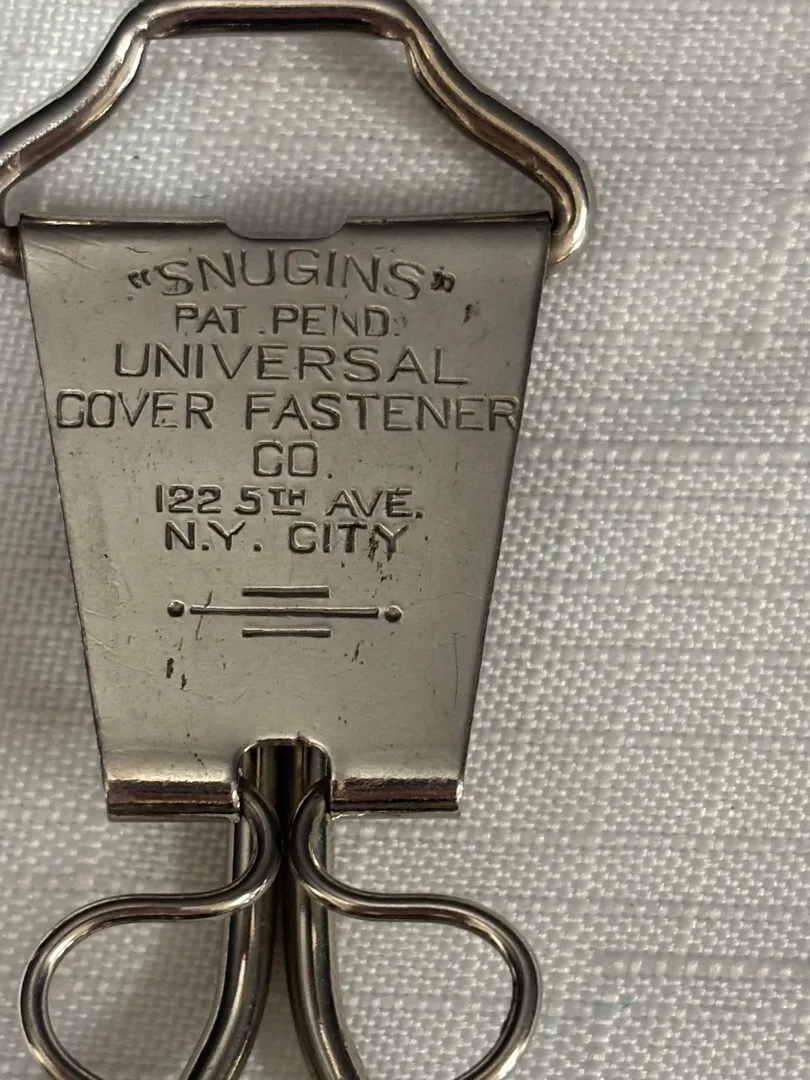 "SNUGINS"
PAT. PEND.
UNIVERSAL
COVER FASTENER
CO.
122 5TH AVE.
N.Y. CITY